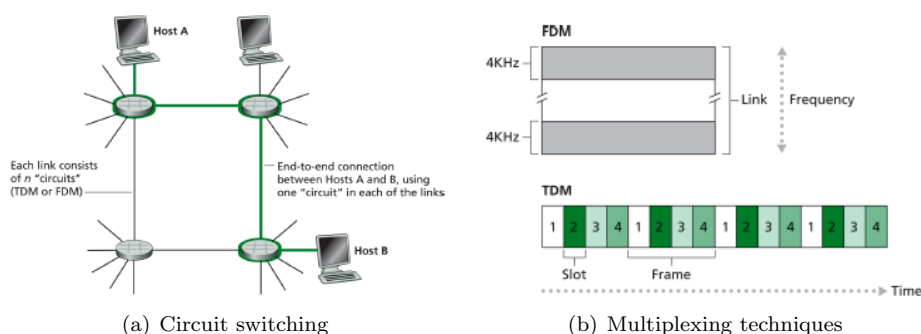 Host A
Each link consists
of n “circuits”
(TDM or FDM)
End-to-end connection
between Hosts A and B, using
one “circuit” in each of the links
Host B
(a) Circuit switching
FDM
4KHz
4KHz
Link
Frequency
TDM
1 2 3 4 1 2 3 4 1 2 3 4 1 2 3 4
Slot
Frame
Time
(b) Multiplexing techniques